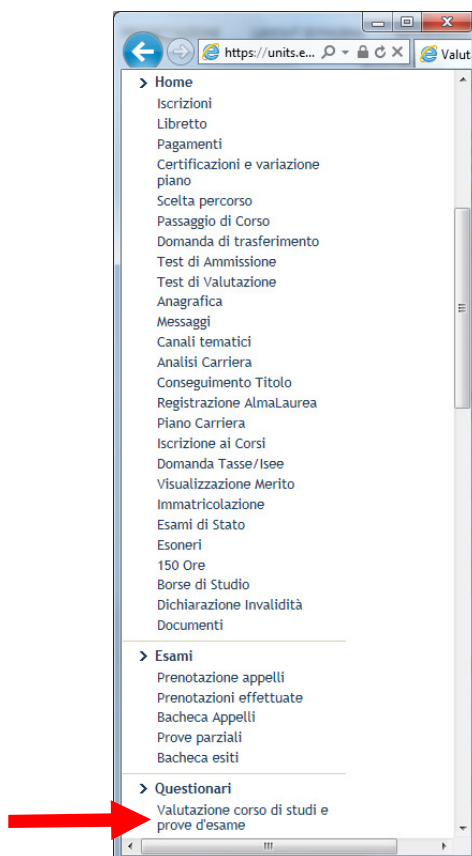 https://units.e...
Valut
Home
Iscrizioni
Libretto
Pagamenti
Certificazioni e variazione
piano
Scelta percorso
Passaggio di Corso
Domanda di trasferimento
Test di Ammissione
Test di Valutazione
Anagrafica
Messaggi
Canali tematici
Analisi Carriera
Conseguimento Titolo
Registrazione AlmaLaurea
Piano Carriera
Iscrizione ai Corsi
Domanda Tasse/Isee
Visualizzazione Merito
Immatricolazione
Esami di Stato
Esoneri
150 Ore
Borse di Studio
Dichiarazione Invalidità
Documenti
Esami
Prenotazione appelli
Prenotazioni effettuate
Bacheca Appelli
Prove parziali
Bacheca esiti
Questionari
Valutazione corso di studi e
prove d'esame